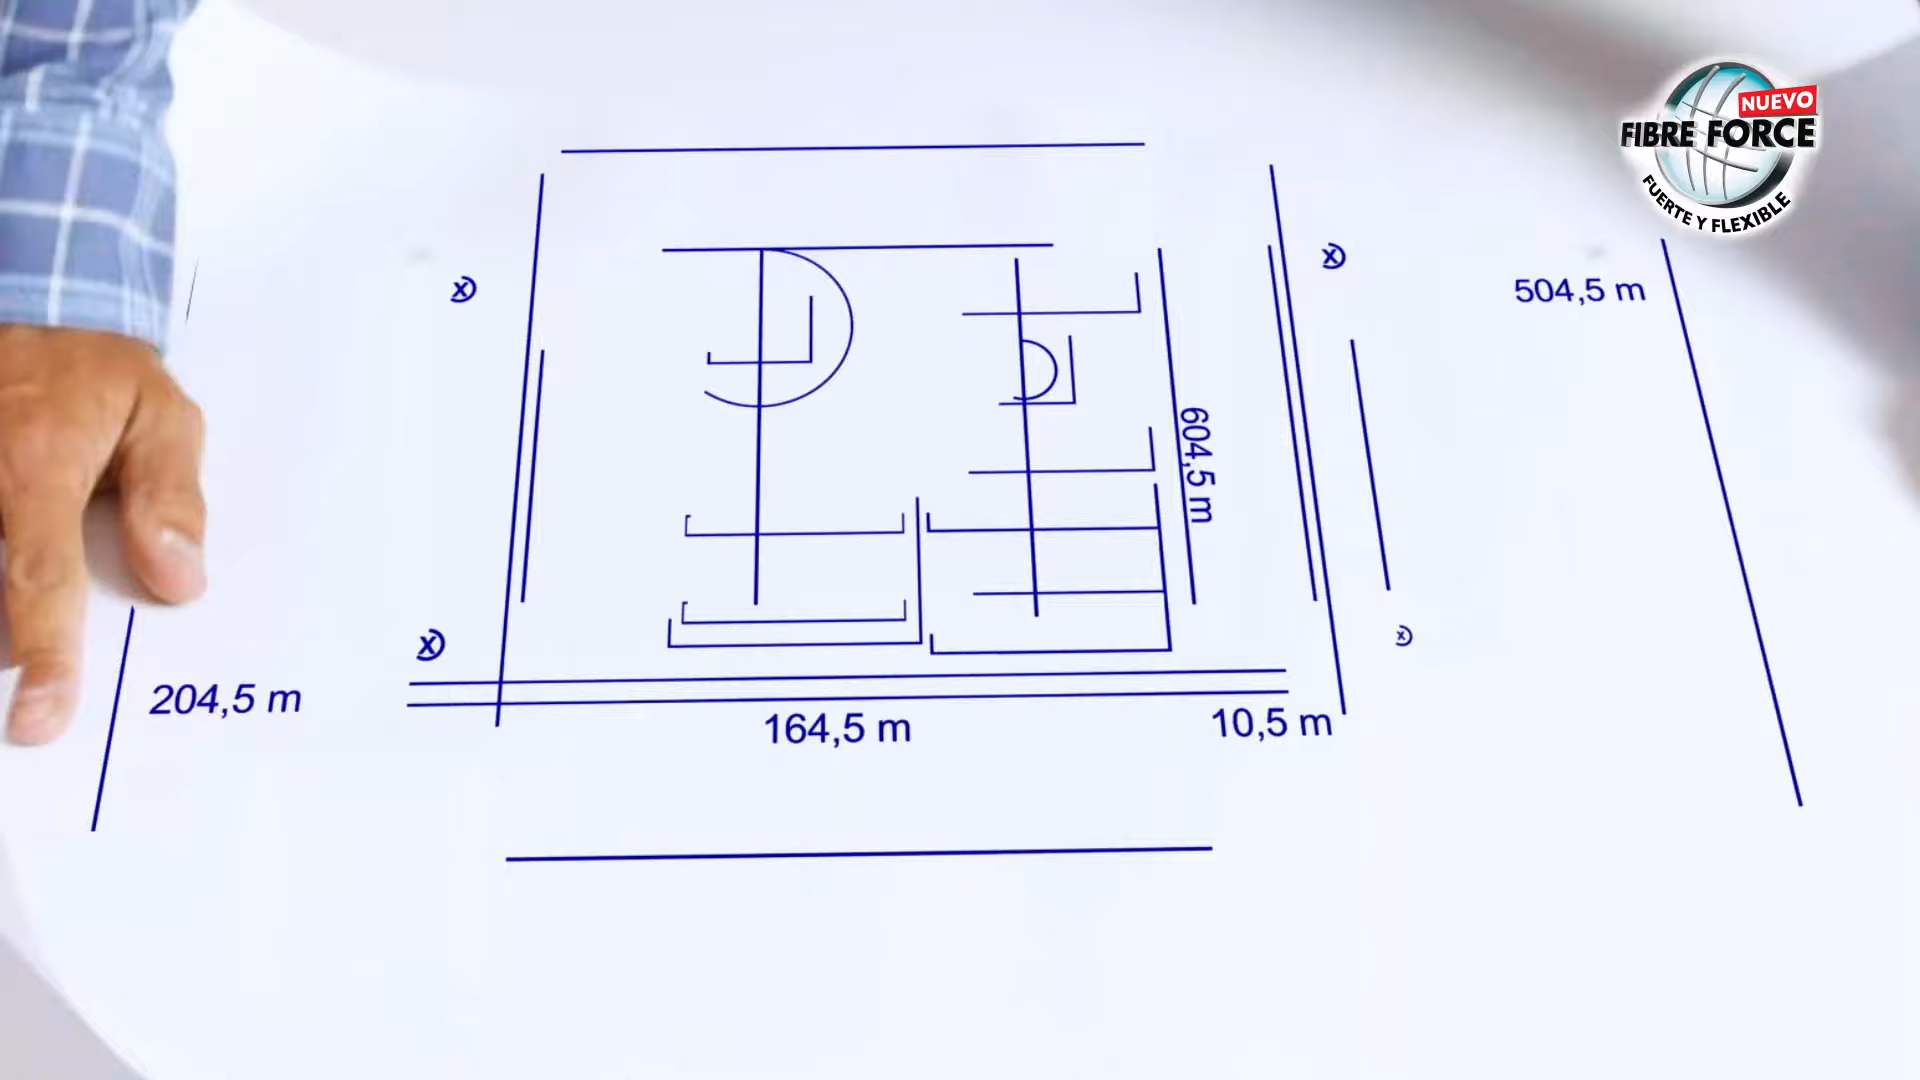 NUEVO
FIBRE FORCE
FUERTE Y FLEXIBLE
504,5 m
604,5 m
204,5 m
164,5 m
10,5 m
x
x
x
x